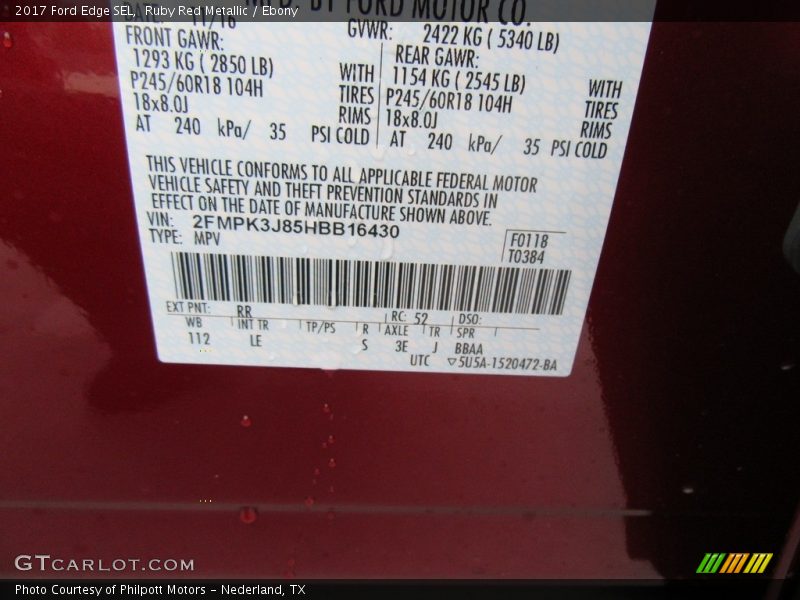 2017 Ford Edge SEL, Ruby Red Metallic / Ebony
DATE: 11/16 MFD. BY FORD MOTOR CO.
FRONT GAWR: GVWR: 2422 KG ( 5340 LB)
1293 KG ( 2850 LB) REAR GAWR:
P245/60R18 104H WITH 1154 KG ( 2545 LB) WITH
18x8.0J TIRES P245/60R18 104H TIRES
RIMS 18x8.0J RIMS
AT 240 kPa/ 35 PSI COLD AT 240 kPa/ 35 PSI COLD
THIS VEHICLE CONFORMS TO ALL APPLICABLE FEDERAL MOTOR
VEHICLE SAFETY AND THEFT PREVENTION STANDARDS IN
EFFECT ON THE DATE OF MANUFACTURE SHOWN ABOVE.
VIN: 2FMPK3J85HBB16430
TYPE: MPV
F0118
T0384
EXT PNT: RR RC: 52 DSO:
WB INT TR TP/PS R AXLE TR SPR
112 LE S 3E J BBAA
UTC ▽5U5A-1520472-BA
GTCARLOT.COM
Photo Courtesy of Philpott Motors – Nederland, TX